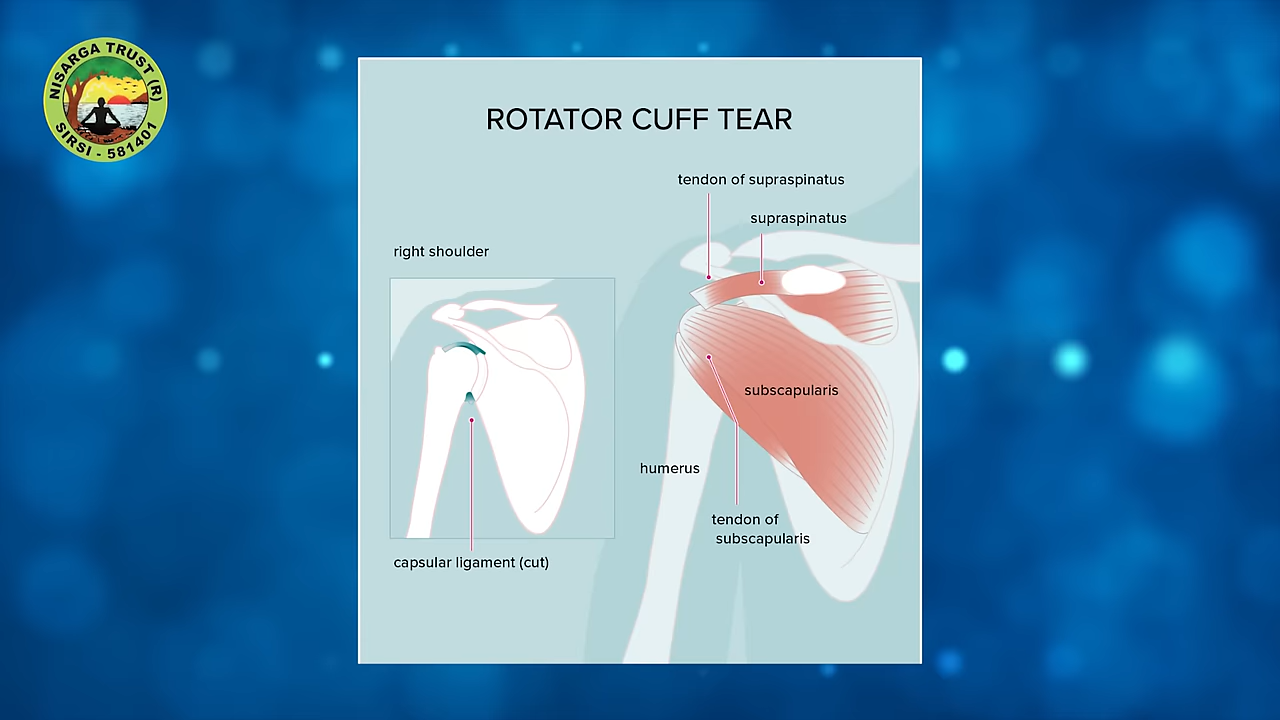 NISARGA TRUST (R)
SIRSI - 581401
ROTATOR CUFF TEAR
tendon of supraspinatus
supraspinatus
right shoulder
subscapularis
humerus
tendon of
subscapularis
capsular ligament (cut)